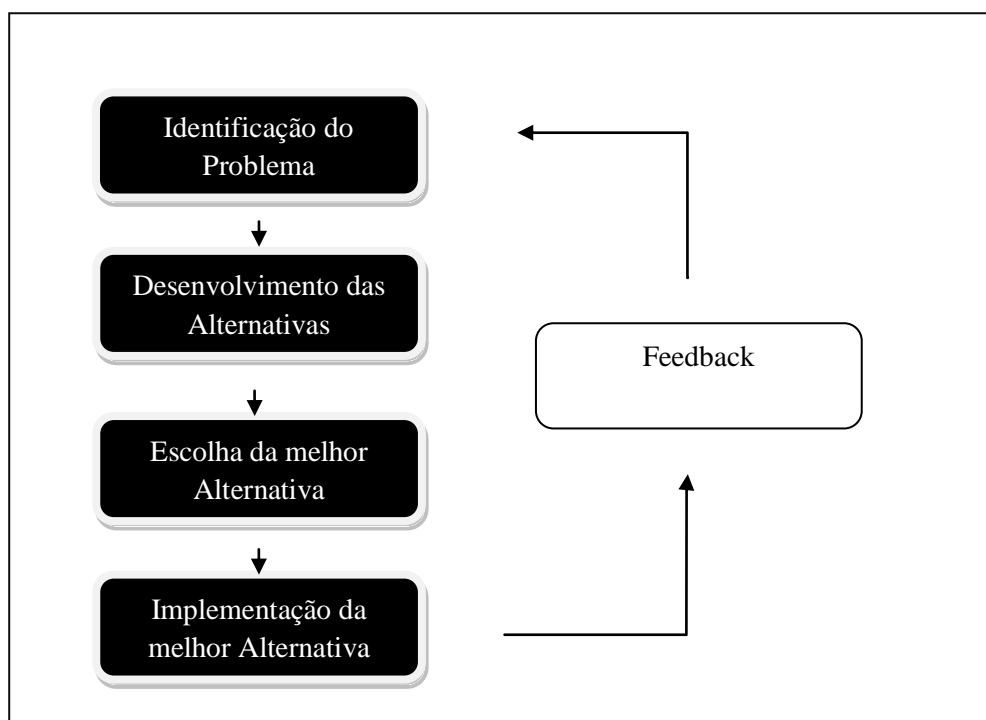 Identificação do
Problema
Desenvolvimento das
Alternativas
Escolha da melhor
Alternativa
Implementação da
melhor Alternativa
Feedback